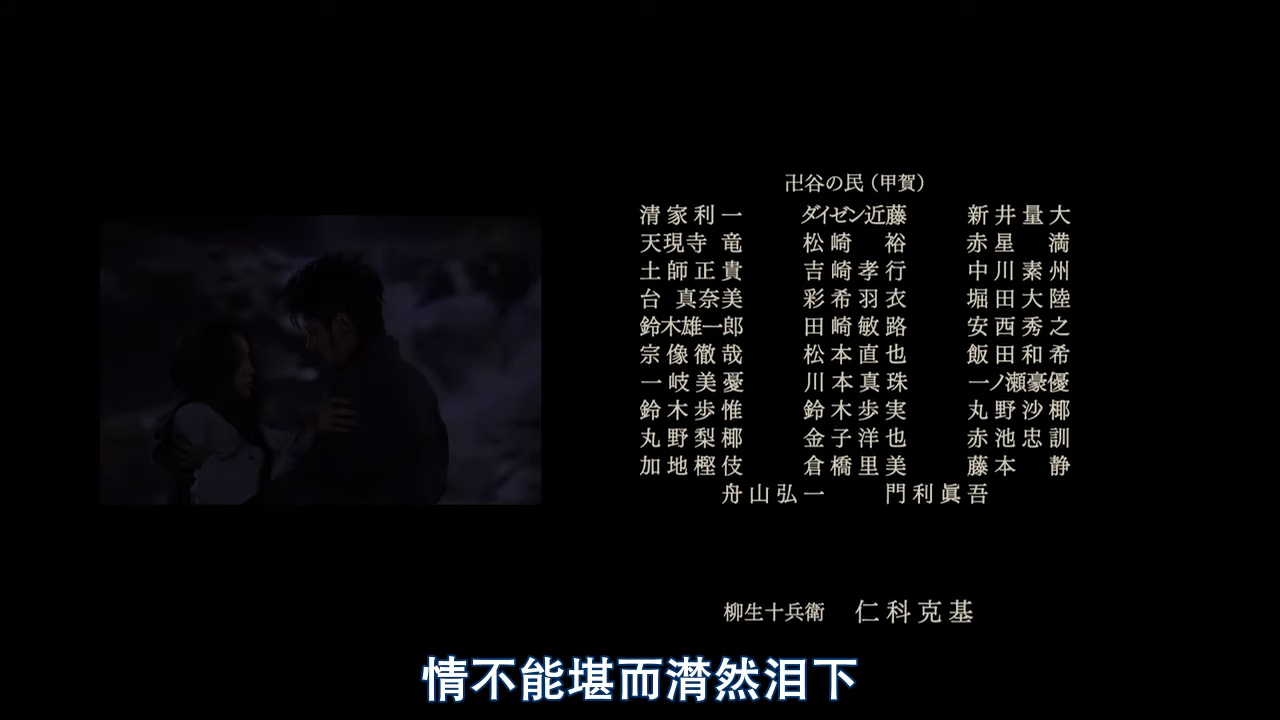 卍谷の民（甲賀）
清家利一 ダイゼン近藤 新井量大
天現寺 竜 松崎 裕 赤星 満
土師正貴 吉崎孝行 中川素州
台 真奈美 彩希羽衣 堀田大陸
鈴木雄一郎 田崎敏路 安西秀之
宗像徹哉 松本直也 飯田和希
一岐美憂 川本真珠 一ノ瀬豪優
鈴木歩惟 鈴木歩実 丸野沙椰
丸野梨椰 金子洋也 赤池忠訓
加地樫伎 倉橋里美 藤本 静
舟山弘一 門利眞吾
柳生十兵衛 仁科克基
情不能堪而潸然泪下